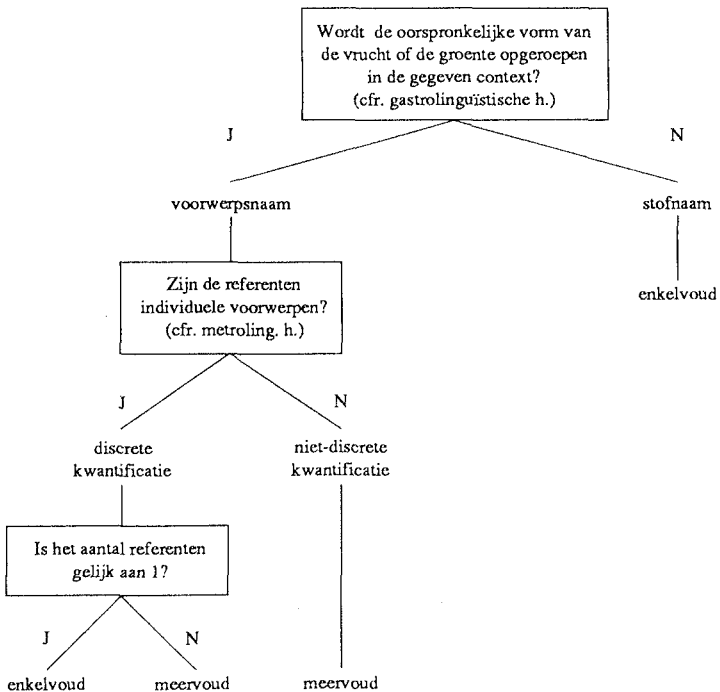 Wordt de oorspronkelijke vorm van
de vrucht of de groente opgeroepen
in de gegeven context?
(cfr. gastrolinguïstische h.)
J
N
voorwerpsnaam
stofnaam
Zijn de referenten
individuele voorwerpen?
(cfr. metroling. h.)
enkelvoud
J
N
discrete
kwantificatie
niet-discrete
kwantificatie
Is het aantal referenten
gelijk aan 1?
J
N
enkelvoud
meervoud
meervoud